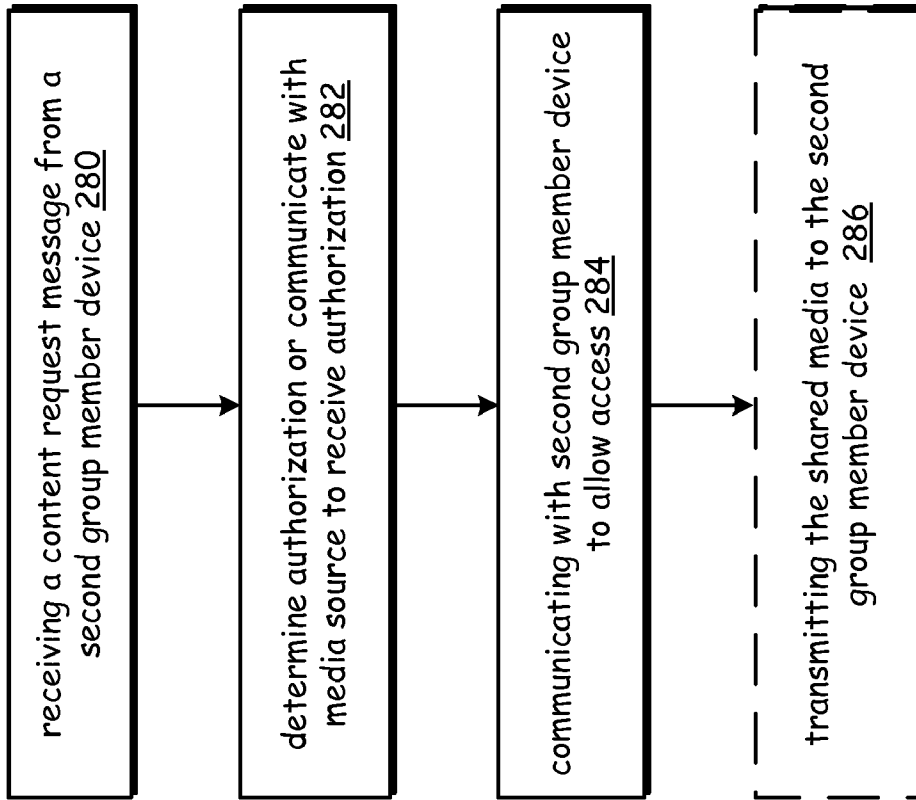 receiving a content request message from a
second group member device 280
determine authorization or communicate with
media source to receive authorization 282
communicating with second group member device
to allow access 284
transmitting the shared media to the second
group member device 286